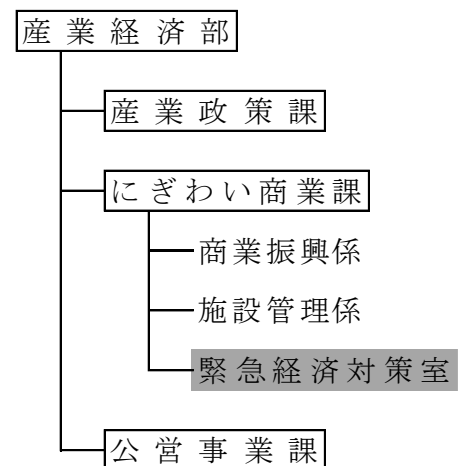 産業経済部
産業政策課
にぎわい商業課
商業振興係
施設管理係
緊急経済対策室
公営事業課